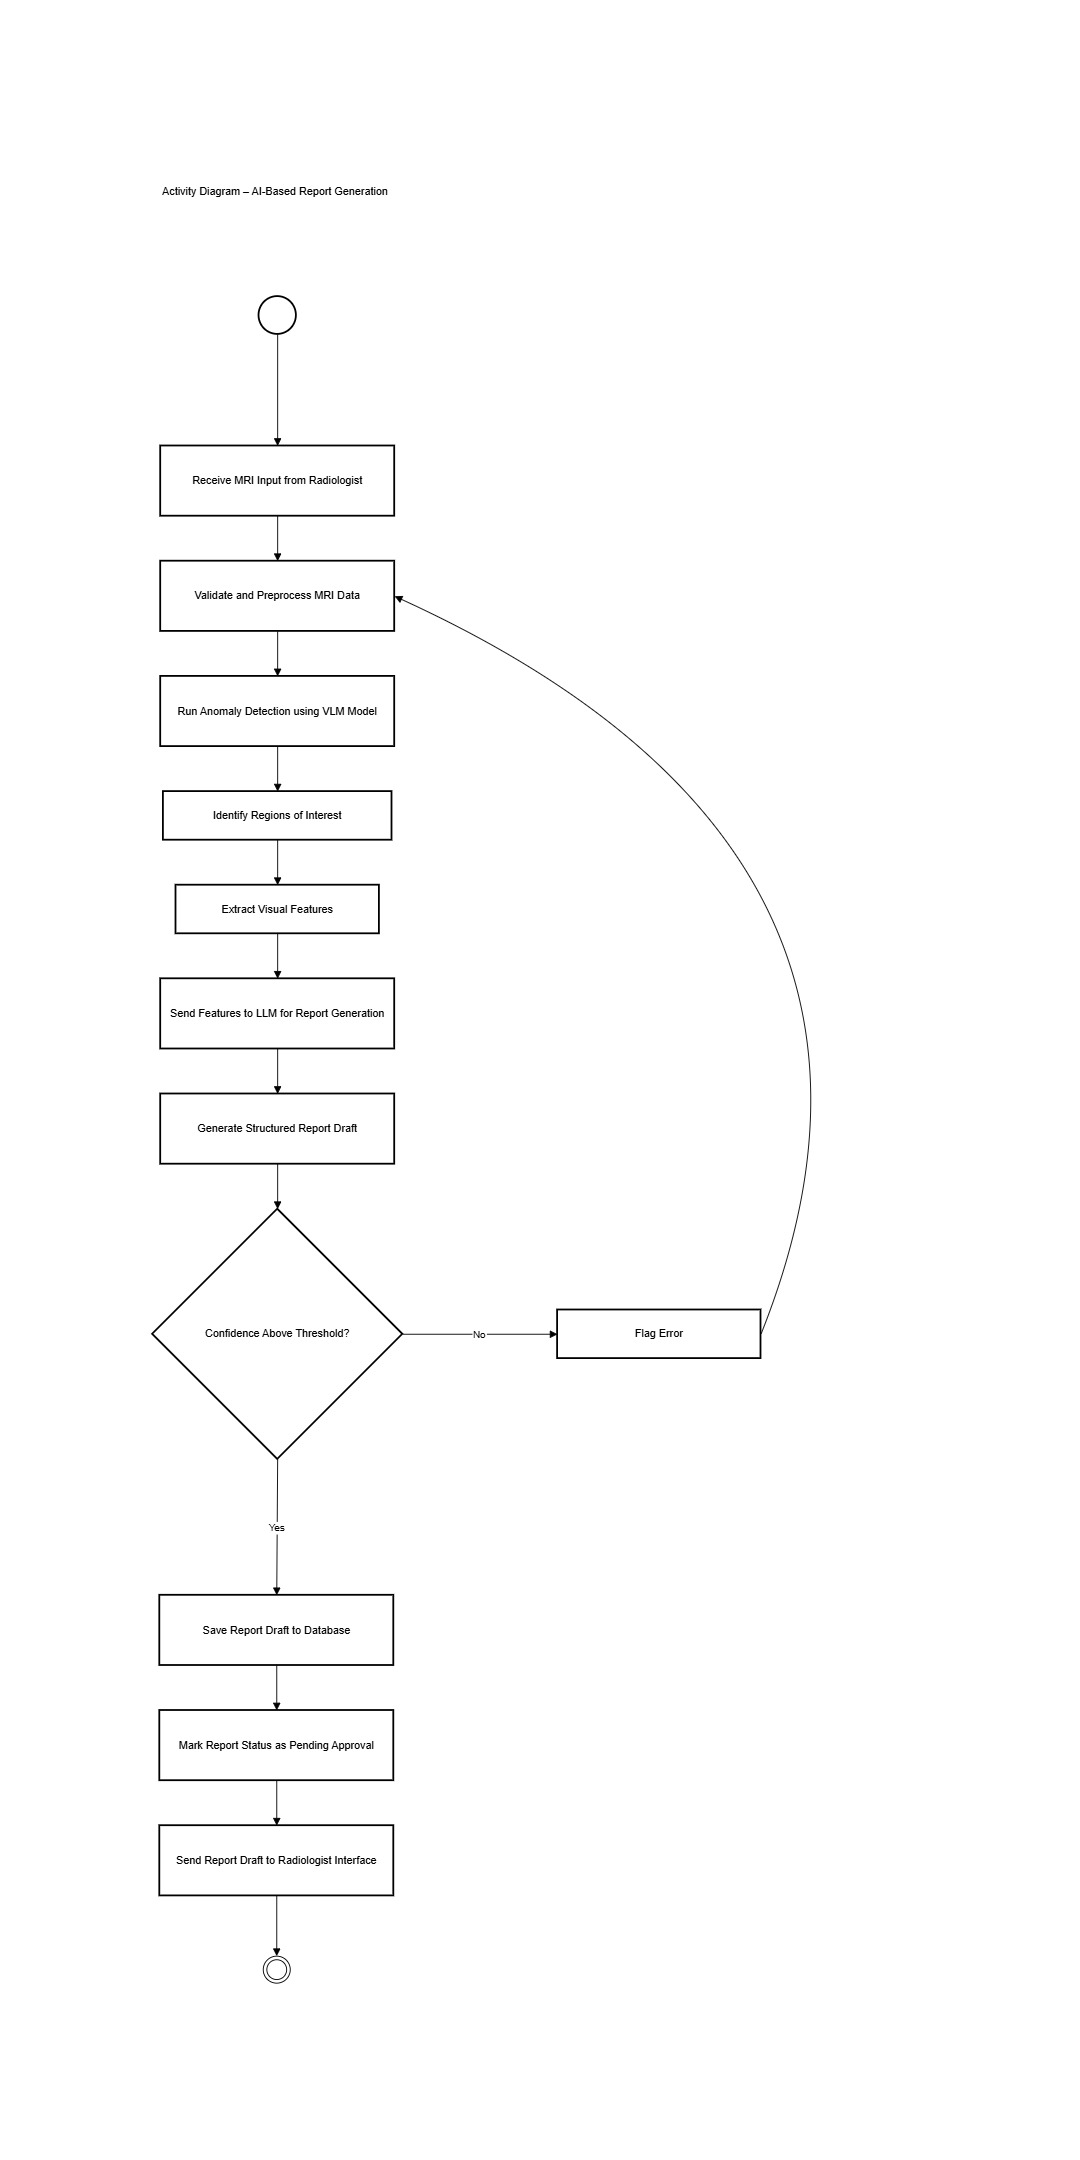 Activity Diagram – AI-Based Report Generation
Receive MRI Input from Radiologist
Validate and Preprocess MRI Data
Run Anomaly Detection using VLM Model
Identify Regions of Interest
Extract Visual Features
Send Features to LLM for Report Generation
Generate Structured Report Draft
Confidence Above Threshold?
No
Flag Error
Yes
Save Report Draft to Database
Mark Report Status as Pending Approval
Send Report Draft to Radiologist Interface